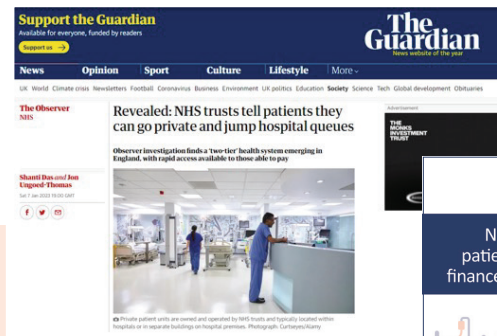 Support the Guardian
Available for everyone, funded by readers
Support us →
The
Guardian
News website of the year
News Opinion Sport Culture Lifestyle More
UK World Climate crisis Newsletters Football Coronavirus Business Environment UK politics Education Society Science Tech Global development Obituaries
The Observer
NHS
Revealed: NHS trusts tell patients they
can go private and jump hospital queues
Observer investigation finds a 'two-tier' health system emerging in
England, with rapid access available to those able to pay
Shanti Das and Jon
Ungoed-Thomas
Advertisement
THE
MONKS
INVESTMENT
TRUST
Private patient units are owned and operated by NHS trusts and typically located within
hospitals or in separate buildings on hospital premises. Photograph: Curtseyes/Alamy
N
patie
finance